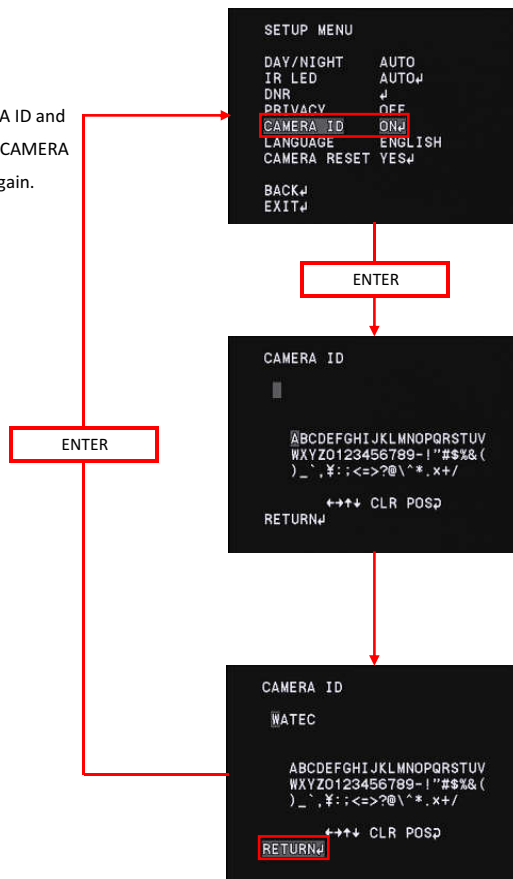 SETUP MENU
DAY/NIGHT AUTO
IR LED AUTO↲
DNR ↲
PRIVACY OFF
CAMERA ID ON↲
LANGUAGE ENGLISH
CAMERA RESET YES↲
BACK↲
EXIT↲
A ID and
CAMERA
gain.
ENTER
CAMERA ID
ABCDEFGHIJKLMNOPQRSTUV
WXYZ0123456789-!"#$%&(
)_`,¥:;<=>?@\^*.x+/
←→↑↓ CLR POS⊋
RETURN↲
ENTER
CAMERA ID
WATEC
ABCDEFGHIJKLMNOPQRSTUV
WXYZ0123456789-!"#$%&(
)_`,¥:;<=>?@\^*.x+/
←→↑↓ CLR POS⊋
RETURN↲